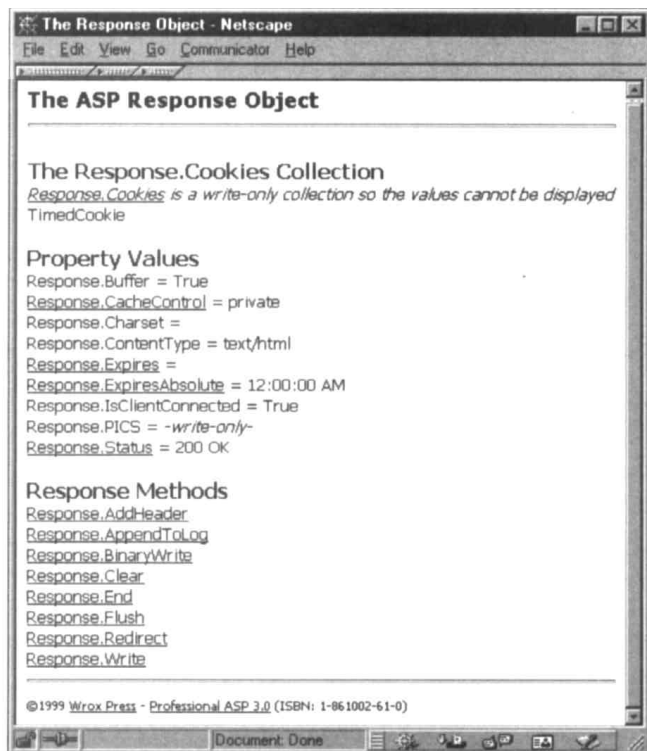 The Response Object - Netscape
File Edit View Go Communicator Help
The ASP Response Object
The Response.Cookies Collection
Response.Cookies is a write-only collection so the values cannot be displayed
TimedCookie
Property Values
Response.Buffer = True
Response.CacheControl = private
Response.Charset =
Response.ContentType = text/html
Response.Expires =
Response.ExpiresAbsolute = 12:00:00 AM
Response.IsClientConnected = True
Response.PICS = -write-only-
Response.Status = 200 OK
Response Methods
Response.AddHeader
Response.AppendToLog
Response.BinaryWrite
Response.Clear
Response.End
Response.Flush
Response.Redirect
Response.Write
©1999 Wrox Press - Professional ASP 3.0 (ISBN: 1-861002-61-0)
Document: Done